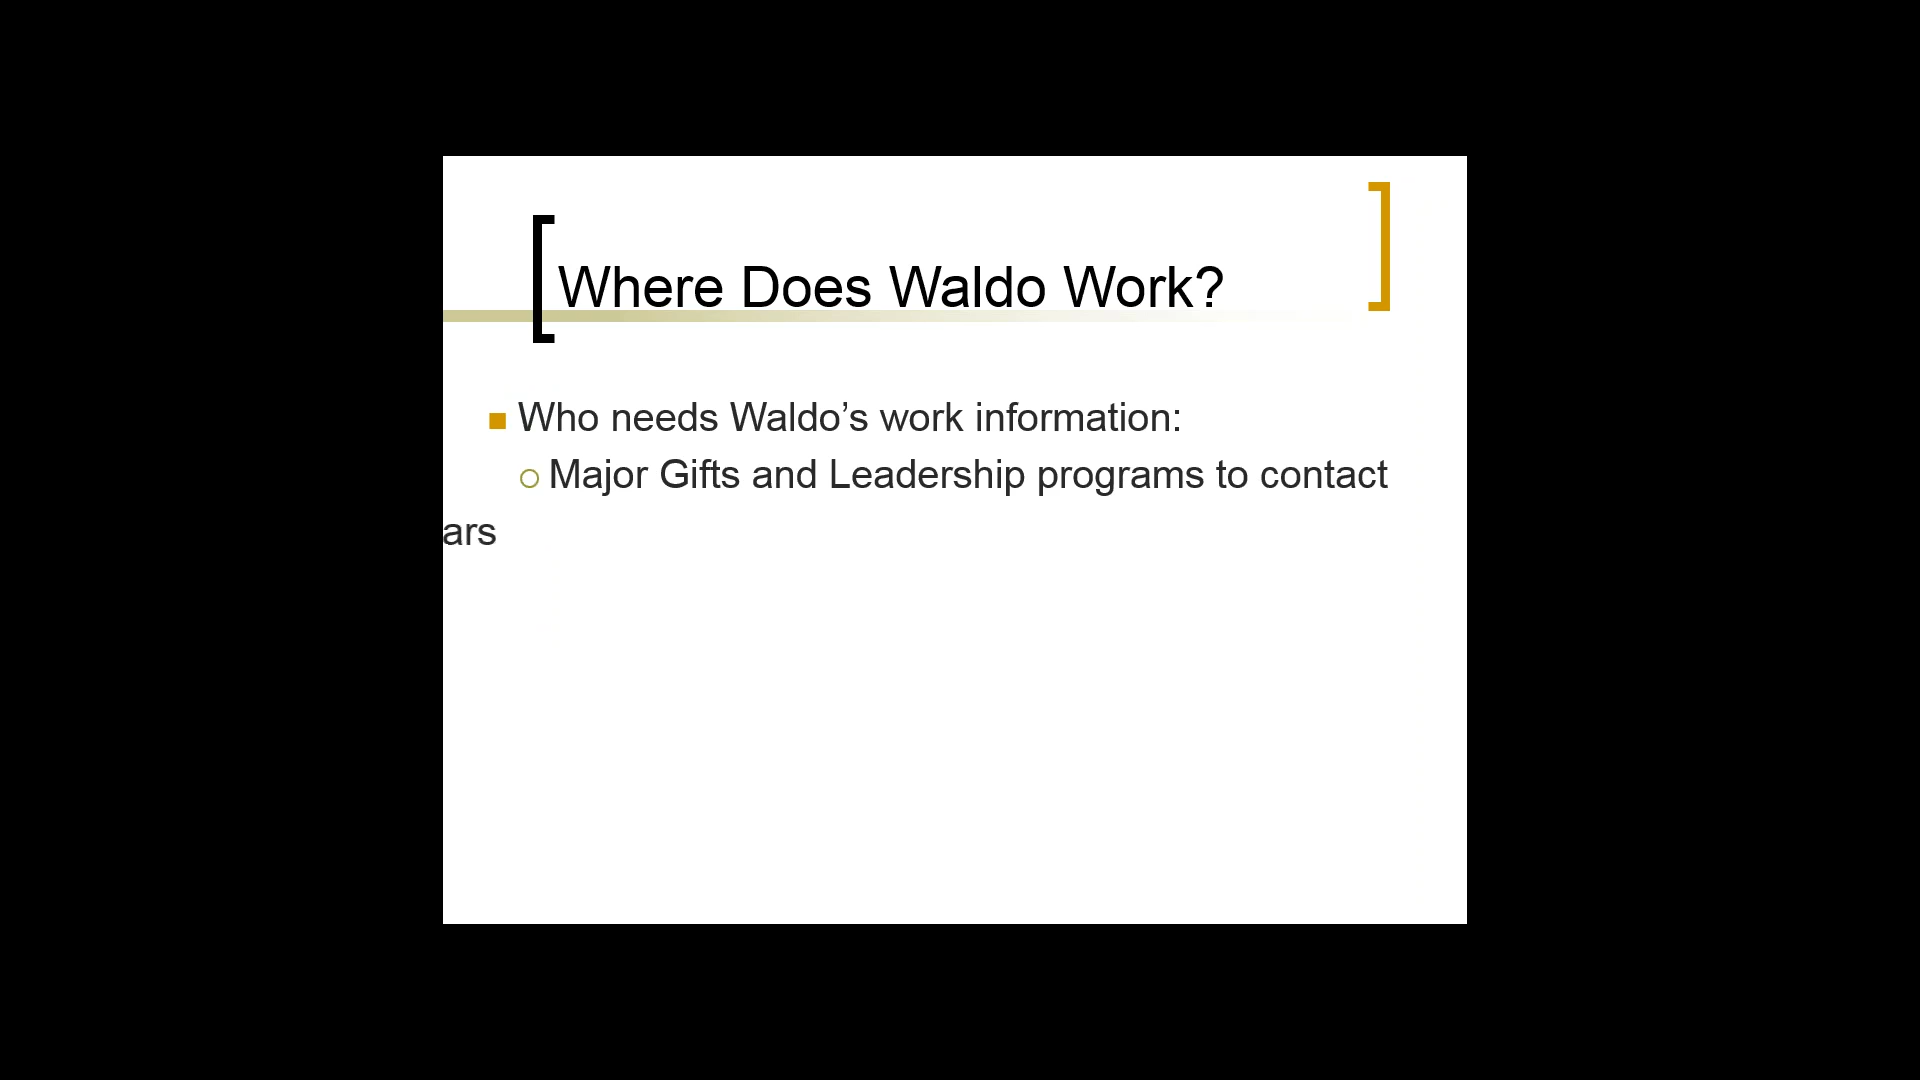 Where Does Waldo Work?
Who needs Waldo’s work information:
Major Gifts and Leadership programs to contact
ars